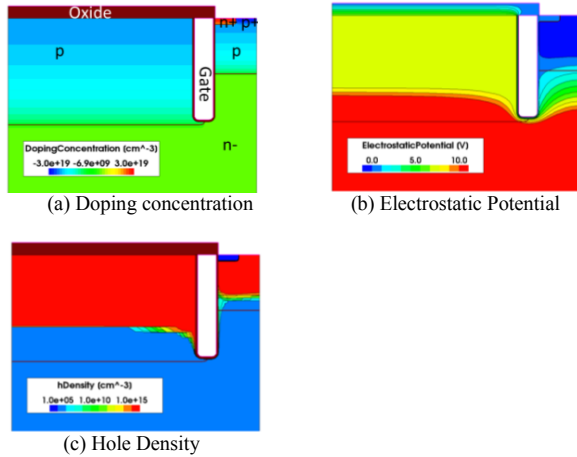 Oxide
n+ p+
p
p
Gate
n-
DopingConcentration (cm^-3)
-3.0e+19 -6.9e+09 3.0e+19
(a) Doping concentration
ElectrostaticPotential (V)
0.0 5.0 10.0
(b) Electrostatic Potential
hDensity (cm^-3)
1.0e+05 1.0e+10 1.0e+15
(c) Hole Density